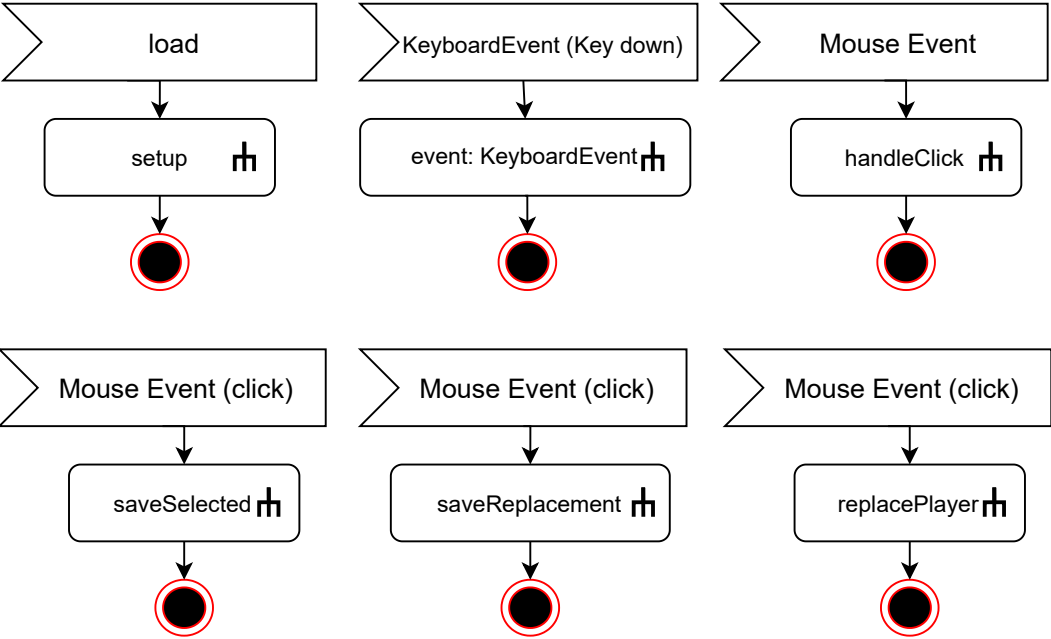 load
KeyboardEvent (Key down)
Mouse Event
setup
event: KeyboardEvent
handleClick
Mouse Event (click)
Mouse Event (click)
Mouse Event (click)
saveSelected
saveReplacement
replacePlayer